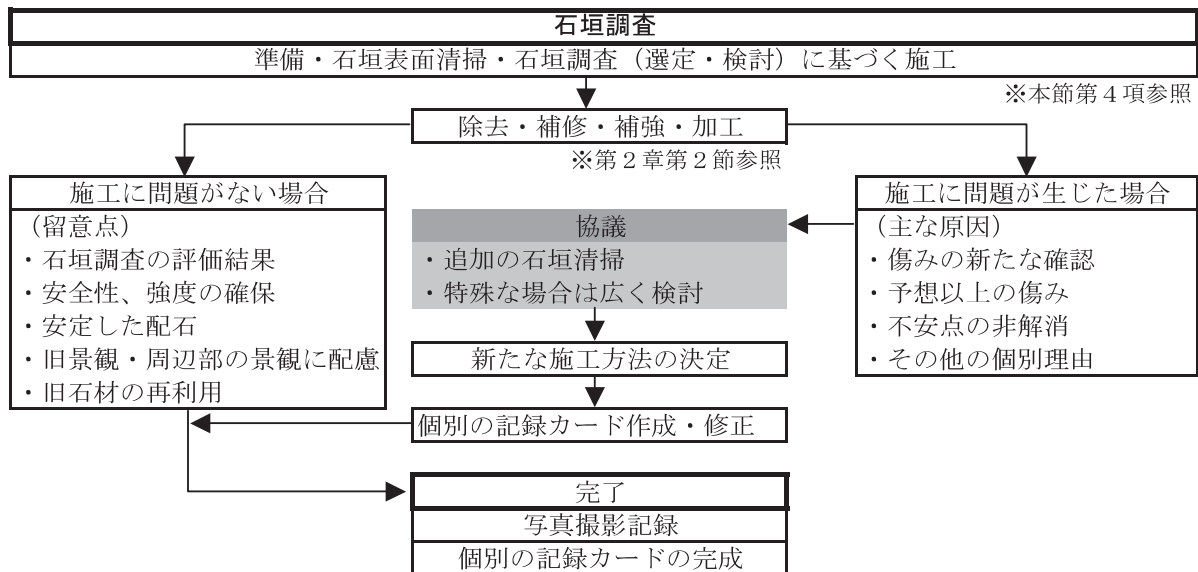 石垣調査
準備・石垣表面清掃・石垣調査（選定・検討）に基づく施工
※本節第４項参照
除去・補修・補強・加工
※第２章第２節参照
施工に問題がない場合
（留意点）
・石垣調査の評価結果
・安全性、強度の確保
・安定した配石
・旧景観・周辺部の景観に配慮
・旧石材の再利用
施工に問題が生じた場合
（主な原因）
・傷みの新たな確認
・予想以上の傷み
・不安点の非解消
・その他の個別理由
協議
・追加の石垣清掃
・特殊な場合は広く検討
新たな施工方法の決定
個別の記録カード作成・修正
完了
写真撮影記録
個別の記録カードの完成